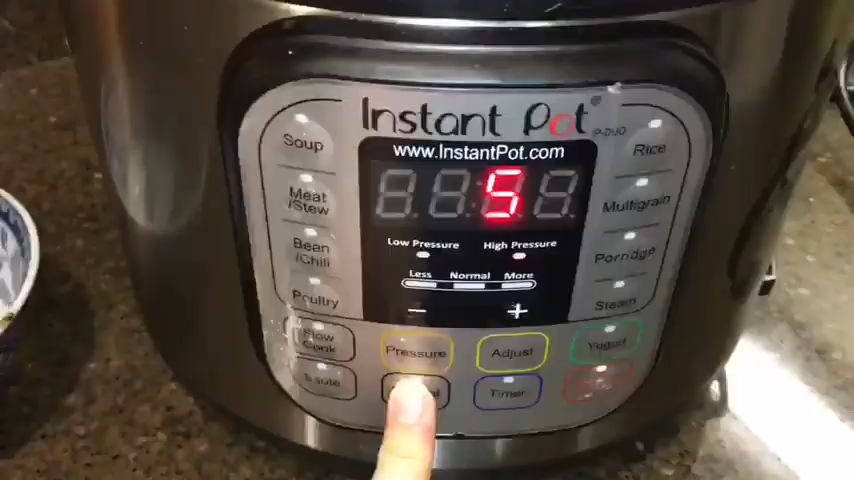 Instant Pot®
IP-DUO
www.InstantPot.com
5
Soup
Meat
/Stew
Bean
/Chili
Poultry
Slow
Cook
Saute
Low Pressure
High Pressure
Less
Normal
More
−
+
Pressure
Adjust
Timer
Rice
Multigrain
Porridge
Steam
Yogurt